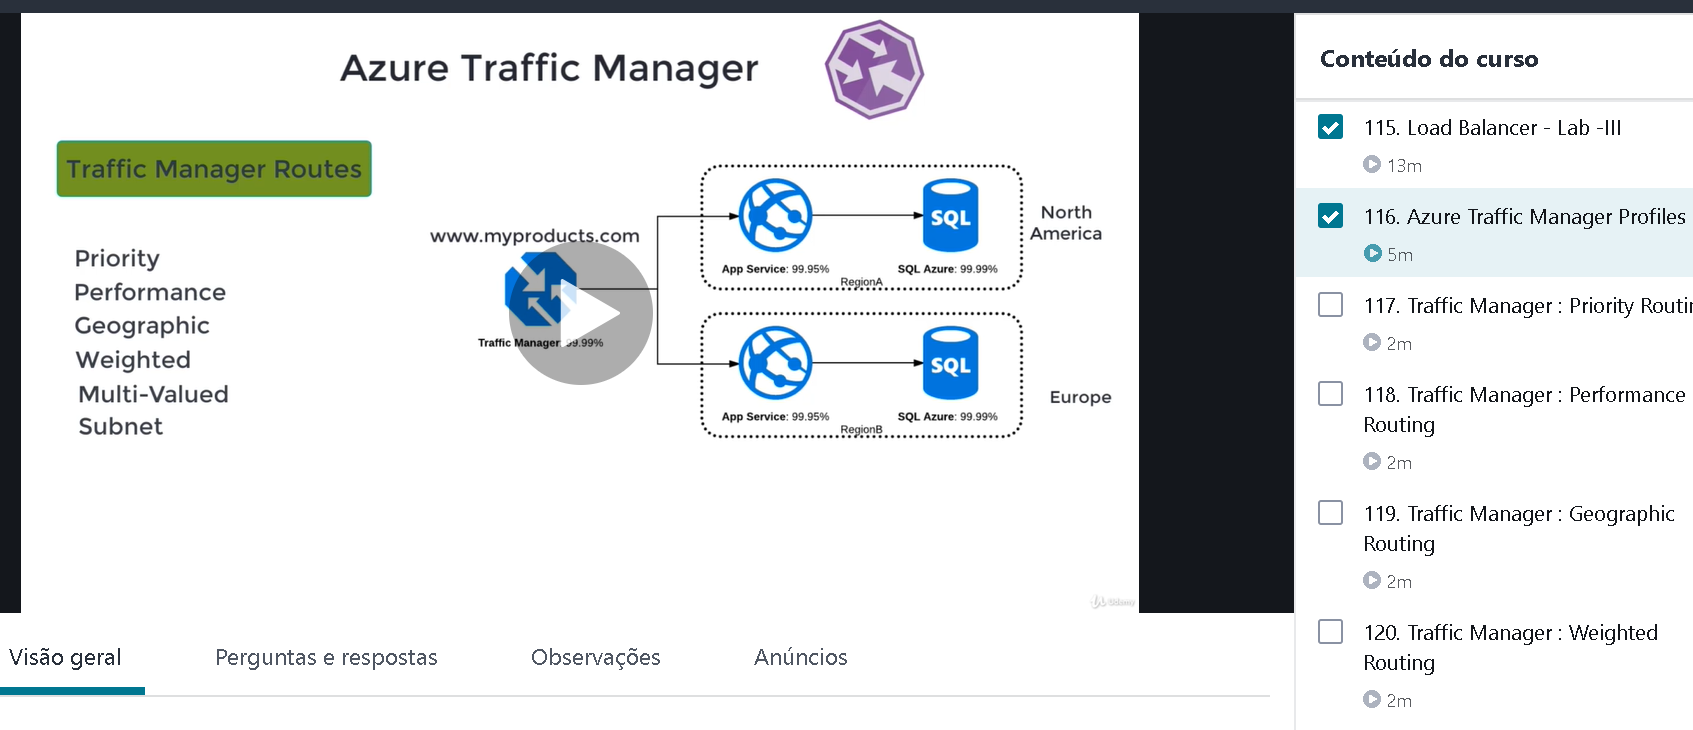 Azure Traffic Manager
Traffic Manager Routes
Priority
Performance
Geographic
Weighted
Multi-Valued
Subnet
www.myproducts.com
Traffic Manager: 99.99%
App Service: 99.95%
SQL
SQL Azure: 99.99%
RegionA
North
America
App Service: 99.95%
SQL
SQL Azure: 99.99%
RegionB
Europe
Udemy
Visão geral
Perguntas e respostas
Observações
Anúncios
Conteúdo do curso
115. Load Balancer - Lab -III
13m
116. Azure Traffic Manager Profiles
5m
117. Traffic Manager : Priority Routin
2m
118. Traffic Manager : Performance
Routing
2m
119. Traffic Manager : Geographic
Routing
2m
120. Traffic Manager : Weighted
Routing
2m